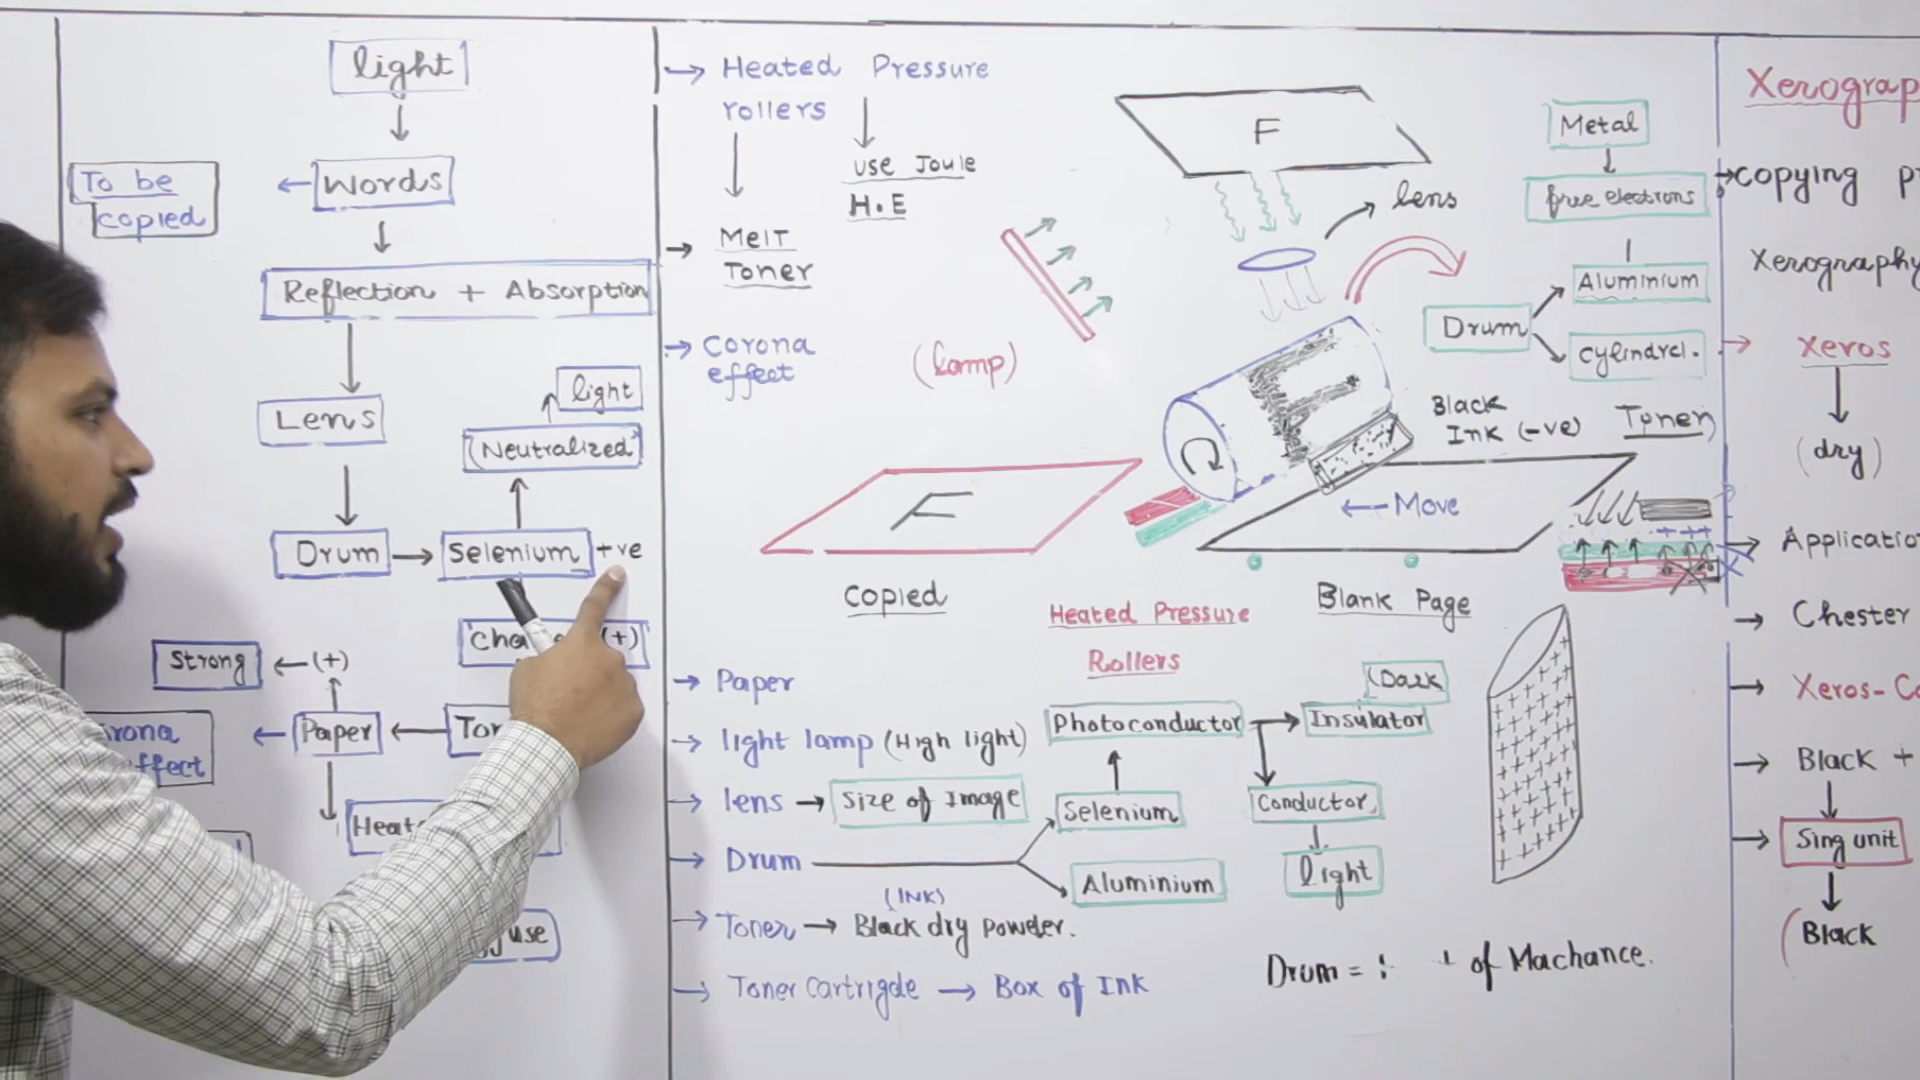 light
Words
To be
copied
Reflection + Absorption
Lens
light
(Neutralized)
Drum
Selenium
+ve
(+)
Strong
(+)
Paper
use
Heated Pressure
rollers
use Joule
H.E
Melt
Toner
Corona
effect
(lamp)
F
lens
Metal
free electrons
Aluminium
Drum
Cylindrcl.
Black
Ink (-ve)
Toner
F
Move
Copied
Blank Page
Heated Pressure
Rollers
Paper
light lamp (High light)
lens → Size of Image
Drum
Selenium
Aluminium
Photoconductor
Insulator
(Dark
Conductor
light
(INK)
Toner → Black dry powder.
Toner Cartrigde → Box of Ink
Drum =
of Machance.
copying
Xeros
(dry)
Chester
Black +
Sing unit
(Black